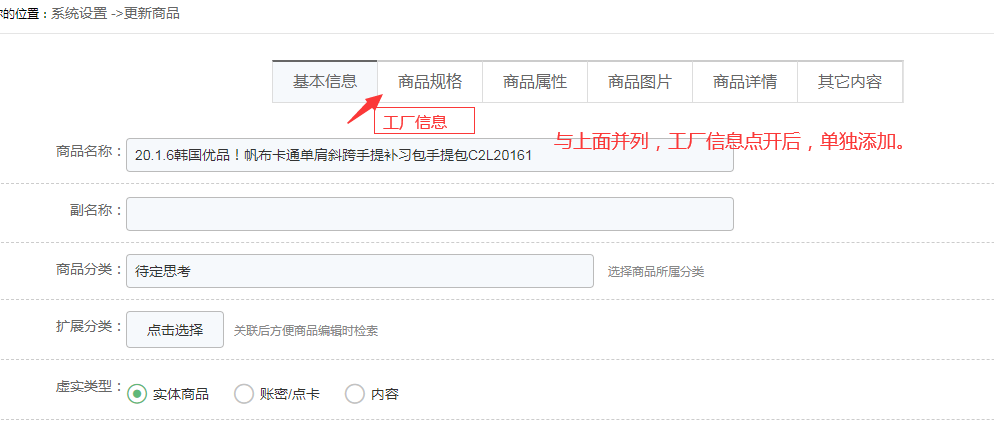 你的位置：系统设置 ->更新商品
基本信息 商品规格 商品属性 商品图片 商品详情 其它内容
工厂信息
与上面并列，工厂信息点开后，单独添加。
商品名称： 20.1.6韩国优品！帆布卡通单肩斜跨手提补习包手提包C2L20161
副名称：
商品分类： 待定思考 选择商品所属分类
扩展分类： 点击选择 关联后方便商品编辑时检索
虚实类型： 实体商品 账密/点卡 内容